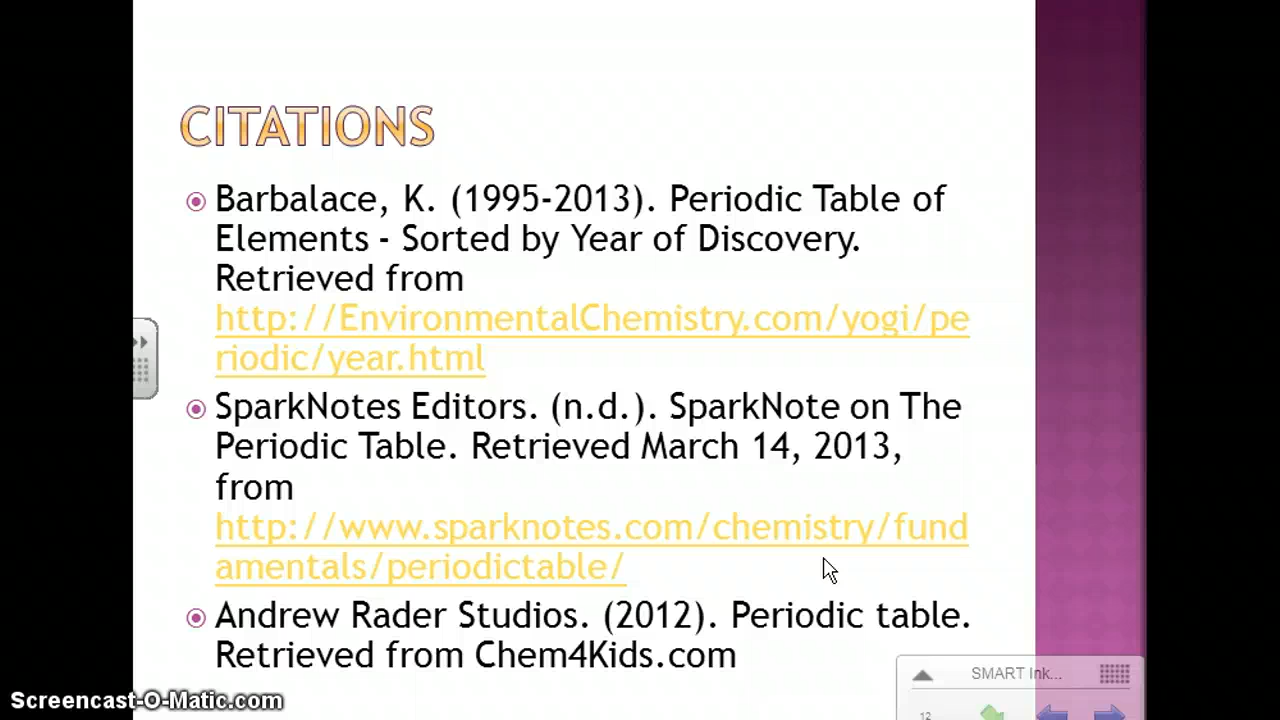 CITATIONS
Barbalace, K. (1995-2013). Periodic Table of
Elements - Sorted by Year of Discovery.
Retrieved from
http://EnvironmentalChemistry.com/yogi/pe
riodic/year.html
SparkNotes Editors. (n.d.). SparkNote on The
Periodic Table. Retrieved March 14, 2013,
from
http://www.sparknotes.com/chemistry/fund
amentals/periodictable/
Andrew Rader Studios. (2012). Periodic table.
Retrieved from Chem4Kids.com
SMART Ink...
12
Screencast-O-Matic.com